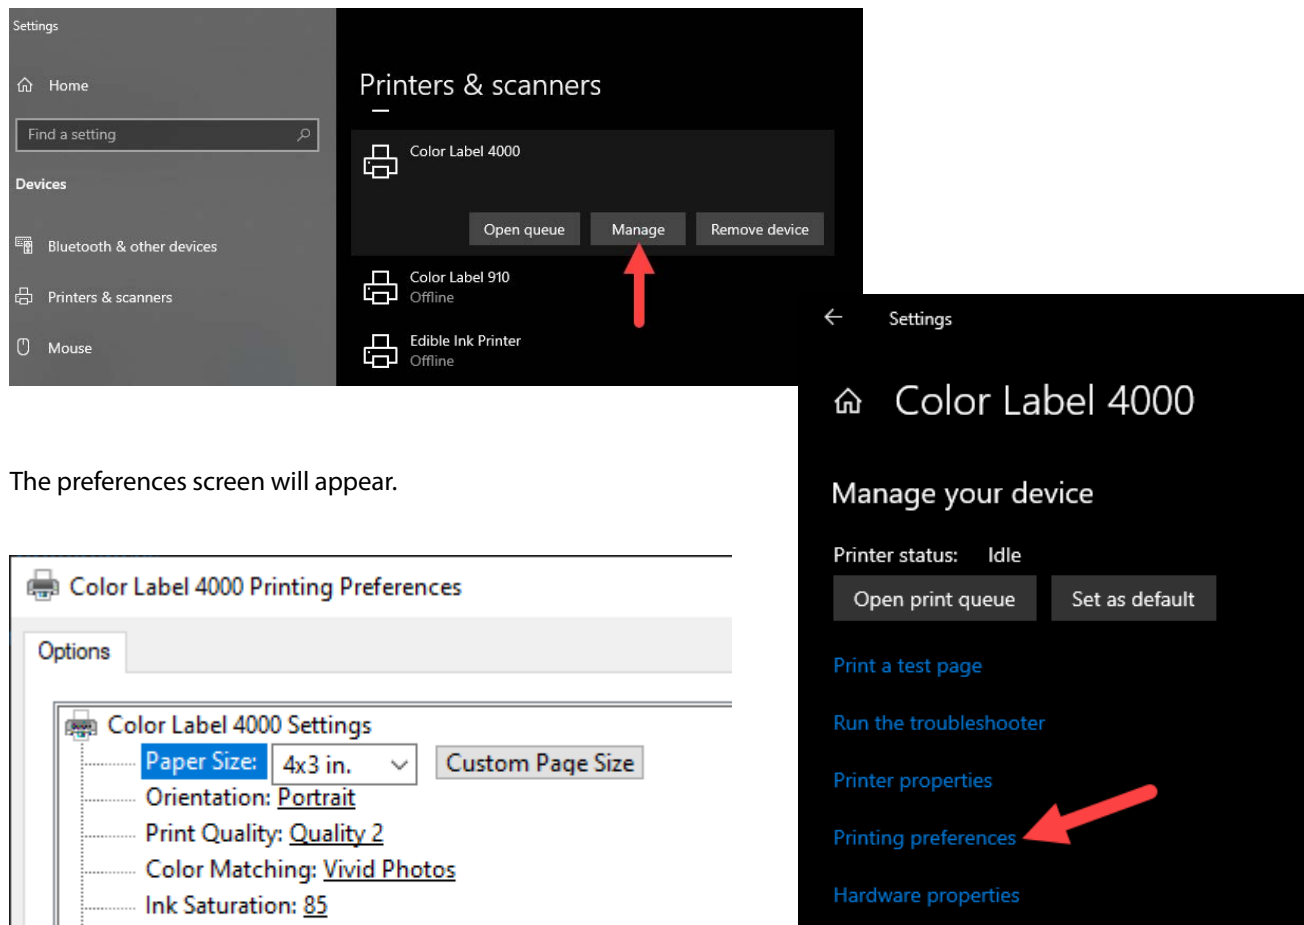 Settings
Home
Find a setting
Devices
Bluetooth & other devices
Printers & scanners
Mouse
Printers & scanners
Color Label 4000
Open queue
Manage
Remove device
Color Label 910
Offline
Edible Ink Printer
Offline
The preferences screen will appear.
Color Label 4000 Printing Preferences
Options
Color Label 4000 Settings
Paper Size: 4x3 in. Custom Page Size
Orientation: Portrait
Print Quality: Quality 2
Color Matching: Vivid Photos
Ink Saturation: 85
Settings
Color Label 4000
Manage your device
Printer status: Idle
Open print queue
Set as default
Print a test page
Run the troubleshooter
Printer properties
Printing preferences
Hardware properties